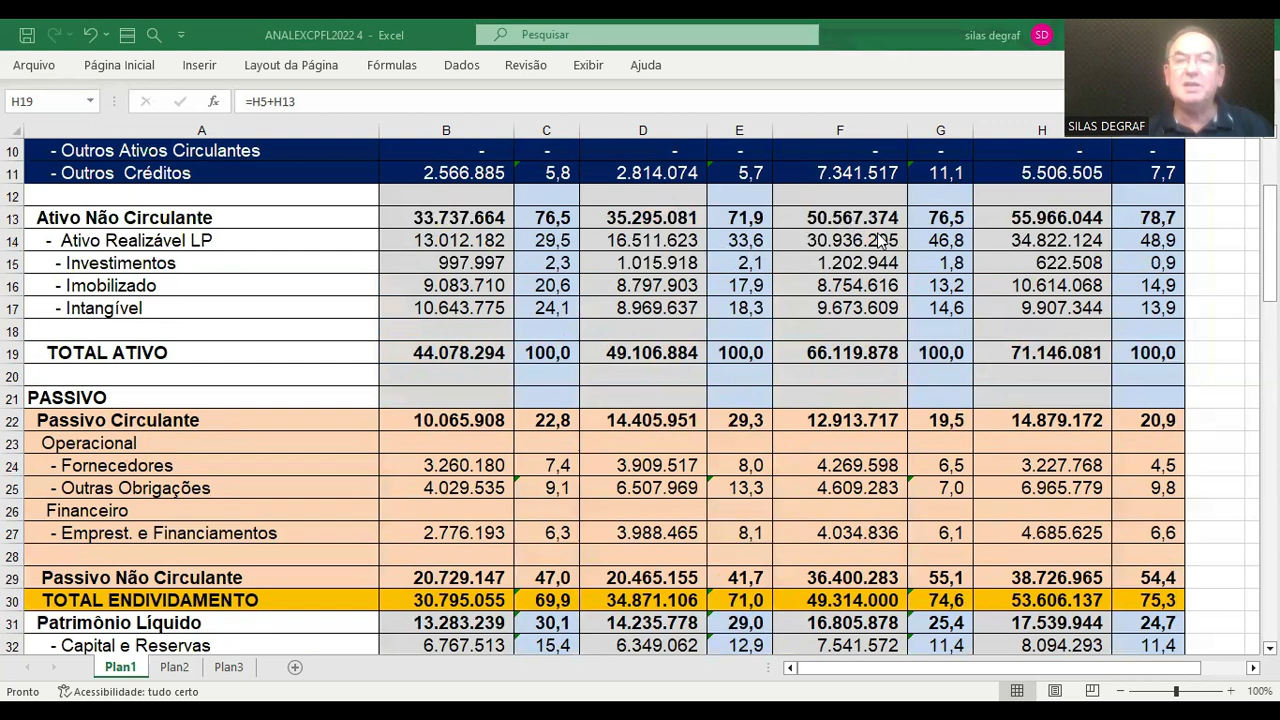 ANALEXCPFL2022 4 - Excel
Pesquisar
silas degraf
SD
Arquivo Página Inicial Inserir Layout da Página Fórmulas Dados Revisão Exibir Ajuda
H19 fx =H5+H13
SILAS DEGRAF
A B C D E F G H
10 - Outros Ativos Circulantes - - - - - - - -
11 - Outros Créditos 2.566.885 5,8 2.814.074 5,7 7.341.517 11,1 5.506.505 7,7
12
13 Ativo Não Circulante 33.737.664 76,5 35.295.081 71,9 50.567.374 76,5 55.966.044 78,7
14 - Ativo Realizável LP 13.012.182 29,5 16.511.623 33,6 46,8 34.822.124 48,9
15 - Investimentos 997.997 2,3 1.015.918 2,1 1.202.944 1,8 622.508 0,9
16 - Imobilizado 9.083.710 20,6 8.797.903 17,9 8.754.616 13,2 10.614.068 14,9
17 - Intangível 10.643.775 24,1 8.969.637 18,3 9.673.609 14,6 9.907.344 13,9
18
19 TOTAL ATIVO 44.078.294 100,0 49.106.884 100,0 66.119.878 100,0 71.146.081 100,0
20
21 PASSIVO
22 Passivo Circulante 10.065.908 22,8 14.405.951 29,3 12.913.717 19,5 14.879.172 20,9
23 Operacional
24 - Fornecedores 3.260.180 7,4 3.909.517 8,0 4.269.598 6,5 3.227.768 4,5
25 - Outras Obrigações 4.029.535 9,1 6.507.969 13,3 4.609.283 7,0 6.965.779 9,8
26 Financeiro
27 - Emprest. e Financiamentos 2.776.193 6,3 3.988.465 8,1 4.034.836 6,1 4.685.625 6,6
28
29 Passivo Não Circulante 20.729.147 47,0 20.465.155 41,7 36.400.283 55,1 38.726.965 54,4
30 TOTAL ENDIVIDAMENTO 30.795.055 69,9 34.871.106 71,0 49.314.000 74,6 53.606.137 75,3
31 Patrimônio Líquido 13.283.239 30,1 14.235.778 29,0 16.805.878 25,4 17.539.944 24,7
32 - Capital e Reservas 6.767.513 15,4 6.349.062 12,9 7.541.572 11,4 8.094.293 11,4
Plan1 Plan2 Plan3
Pronto Acessibilidade: tudo certo 100%